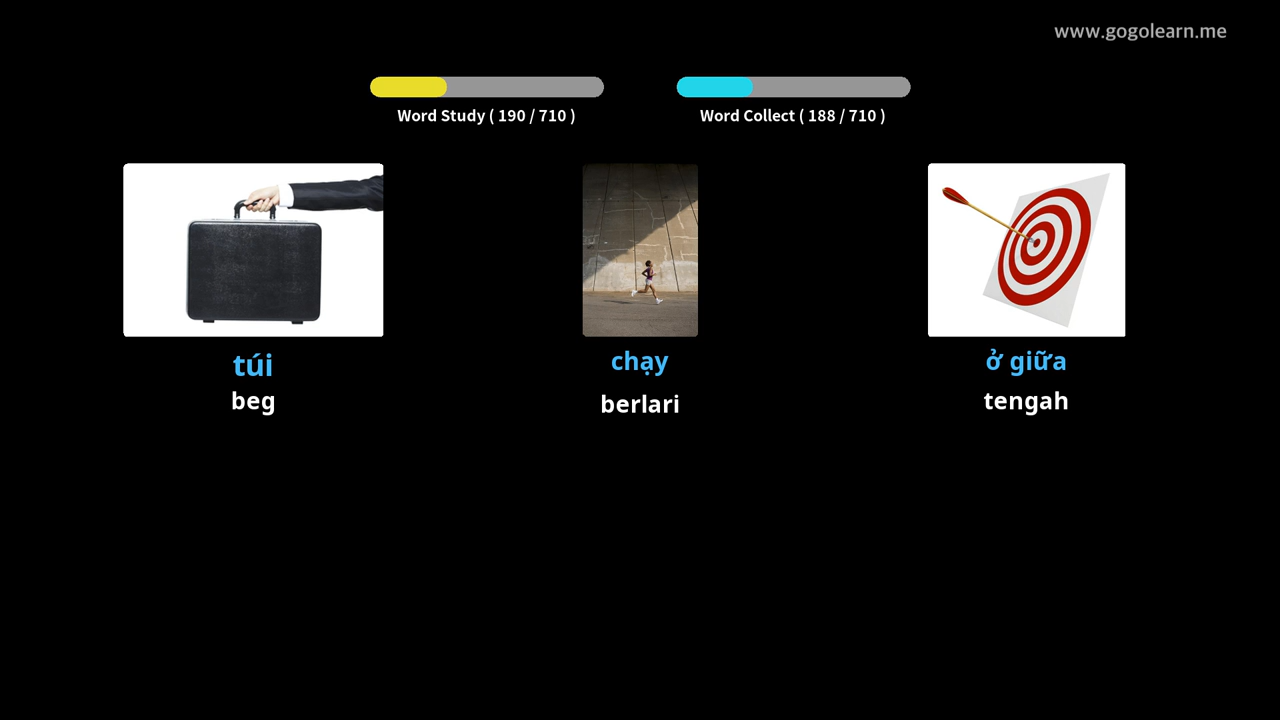 www.gogolearn.me
Word Study ( 190 / 710 )
Word Collect ( 188 / 710 )
túi
beg
chạy
berlari
ở giữa
tengah